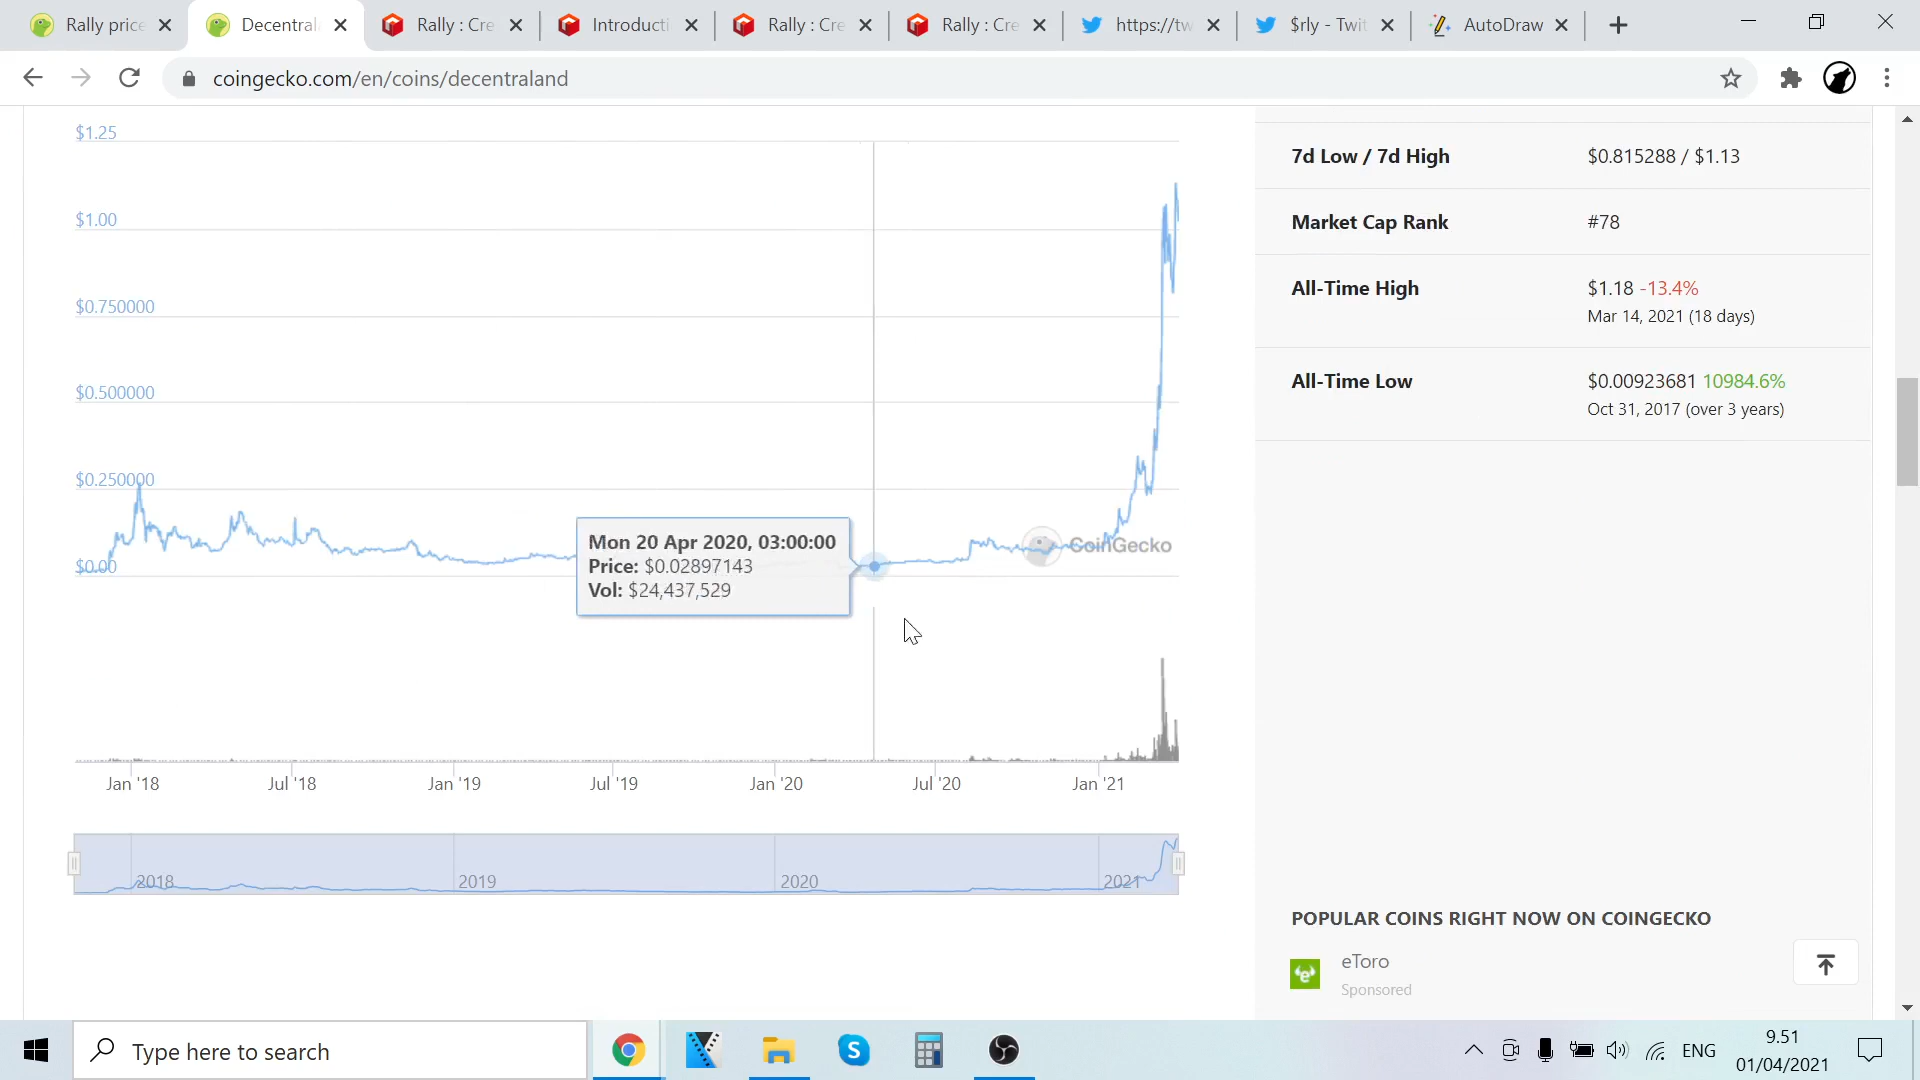 Rally price
Decentral
Rally : Cre
Introducti
Rally : Cre
Rally : Cre
https://tw
$rly - Twit
AutoDraw
coingecko.com/en/coins/decentraland
$1.25
$1.00
$0.750000
$0.500000
$0.250000
$0.00
Mon 20 Apr 2020, 03:00:00
Price: $0.02897143
Vol: $24,437,529
CoinGecko
Jan '18
Jul '18
Jan '19
Jul '19
Jan '20
Jul '20
Jan '21
2018
2019
2020
2021
7d Low / 7d High
$0.815288 / $1.13
Market Cap Rank
#78
All-Time High
$1.18 -13.4%
Mar 14, 2021 (18 days)
All-Time Low
$0.00923681 10984.6%
Oct 31, 2017 (over 3 years)
POPULAR COINS RIGHT NOW ON COINGECKO
eToro
Sponsored
Type here to search
ENG
9.51
01/04/2021